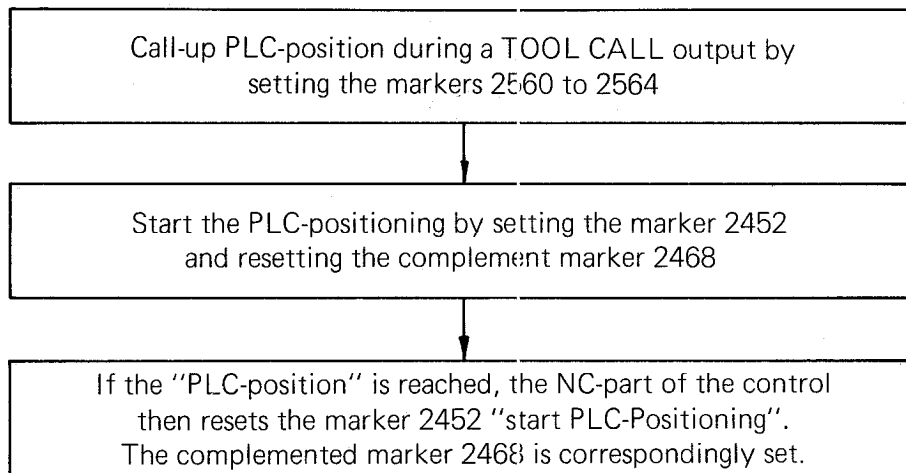 Call-up PLC-position during a TOOL CALL output by
setting the markers 2560 to 2564
Start the PLC-positioning by setting the marker 2452
and resetting the complement marker 2468
If the "PLC-position" is reached, the NC-part of the control
then resets the marker 2452 "start PLC-Positioning".
The complemented marker 2468 is correspondingly set.